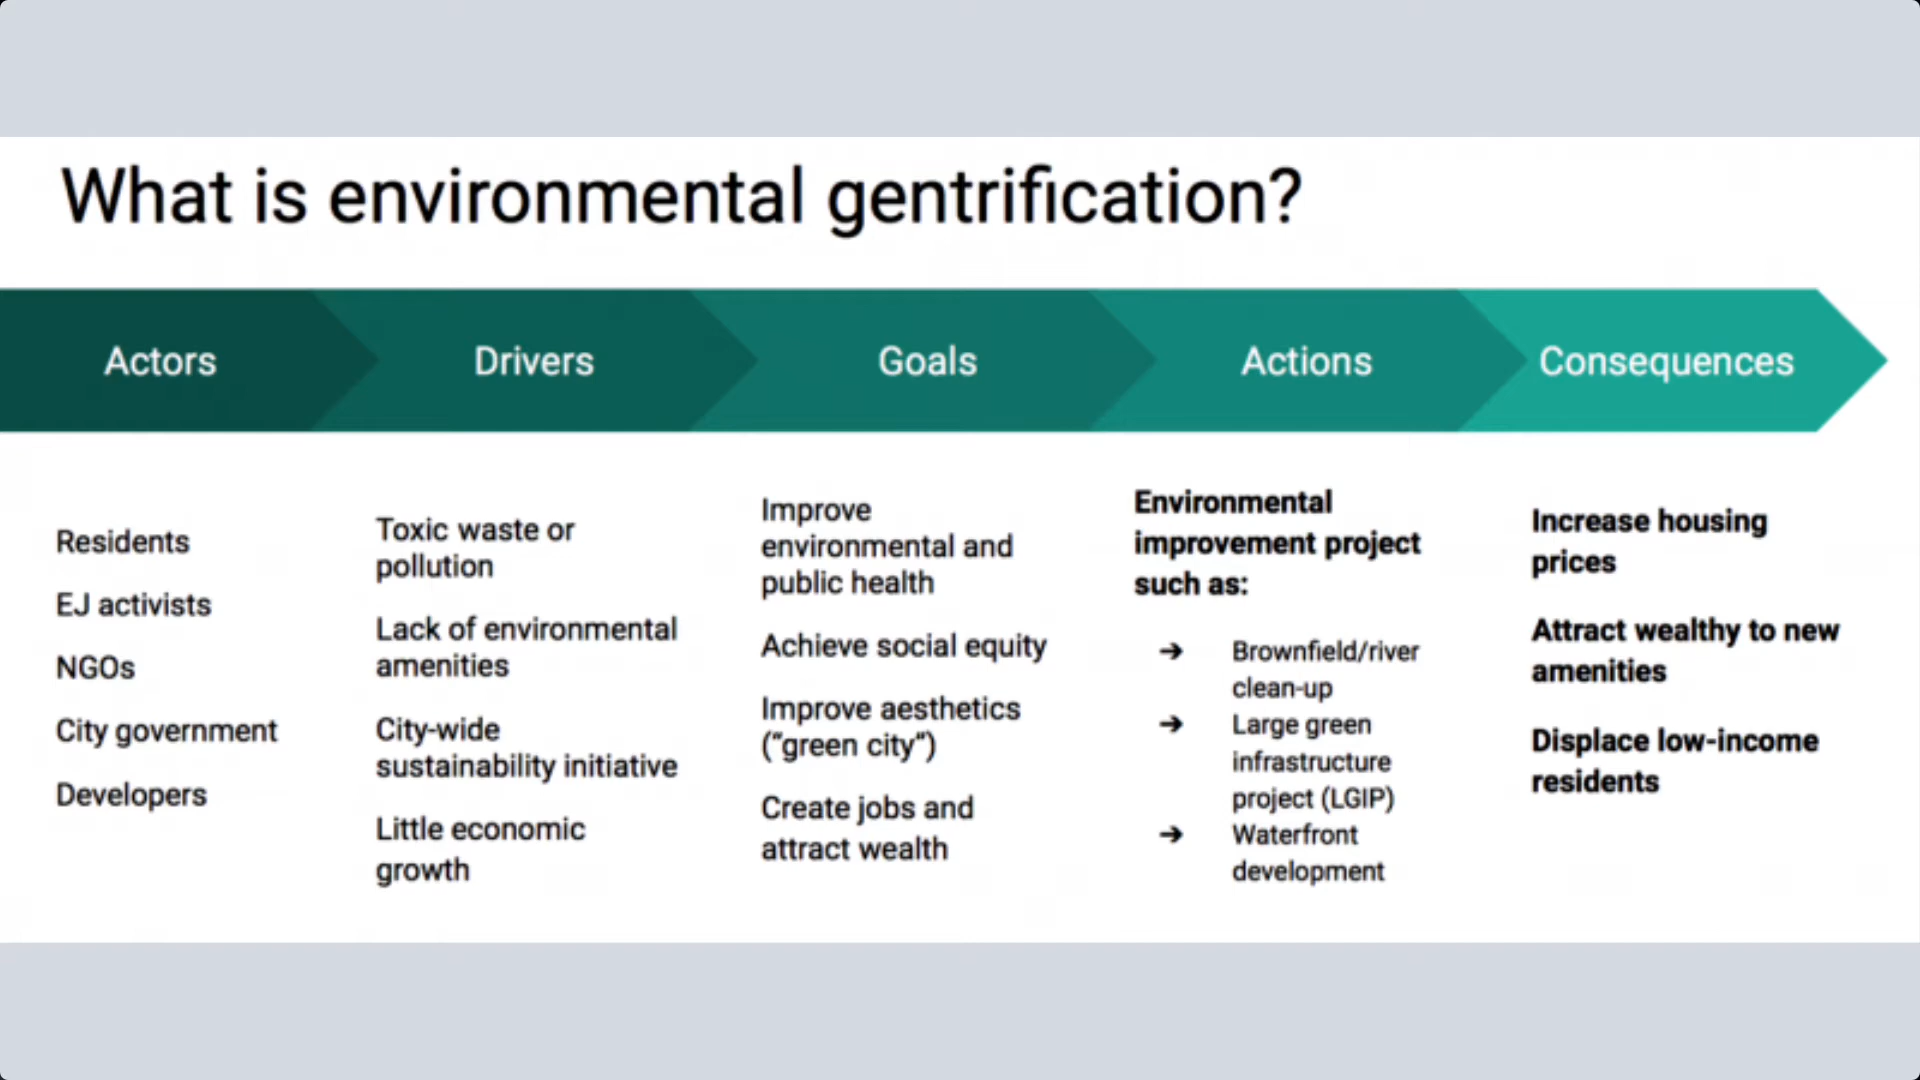 What is environmental gentrification?
Actors
Drivers
Goals
Actions
Consequences
Residents
EJ activists
NGOs
City government
Developers
Toxic waste or
pollution
Lack of environmental
amenities
City-wide
sustainability initiative
Little economic
growth
Improve
environmental and
public health
Achieve social equity
Improve aesthetics
("green city")
Create jobs and
attract wealth
Environmental
improvement project
such as:
➔ Brownfield/river
clean-up
➔ Large green
infrastructure
project (LGIP)
➔ Waterfront
development
Increase housing
prices
Attract wealthy to new
amenities
Displace low-income
residents